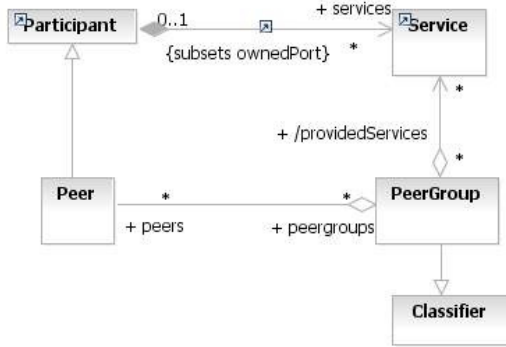 + services
Participant 0..1 Service
{subsets ownedPort} *
*
+ /providedServices
*
Peer * * PeerGroup
+ peers + peergroups
Classifier